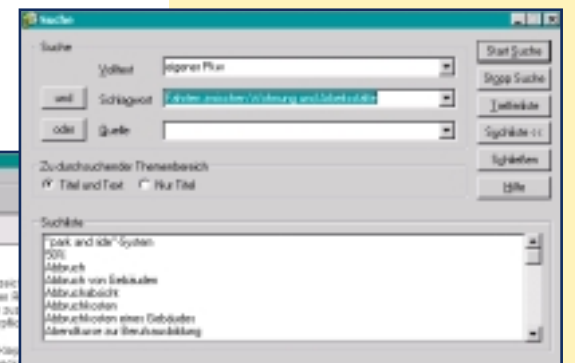 Suche
Suche
Volltext eigener Pkw
und Schlagwort Fahrten zwischen Wohnung und Arbeitsstätte
oder Quelle
Zu durchsuchender Themenbereich
Titel und Text Nur Titel
Start Suche
Stopp Suche
Trefferliste
Suchliste <<
Schließen
Hilfe
Suchliste
"park and ride"-System
50%
Abbruch
Abbruch von Gebäuden
Abbruchabsicht
Abbruchkosten
Abbruchkosten eines Gebäudes
Abendkurse zur Berufsausbildung